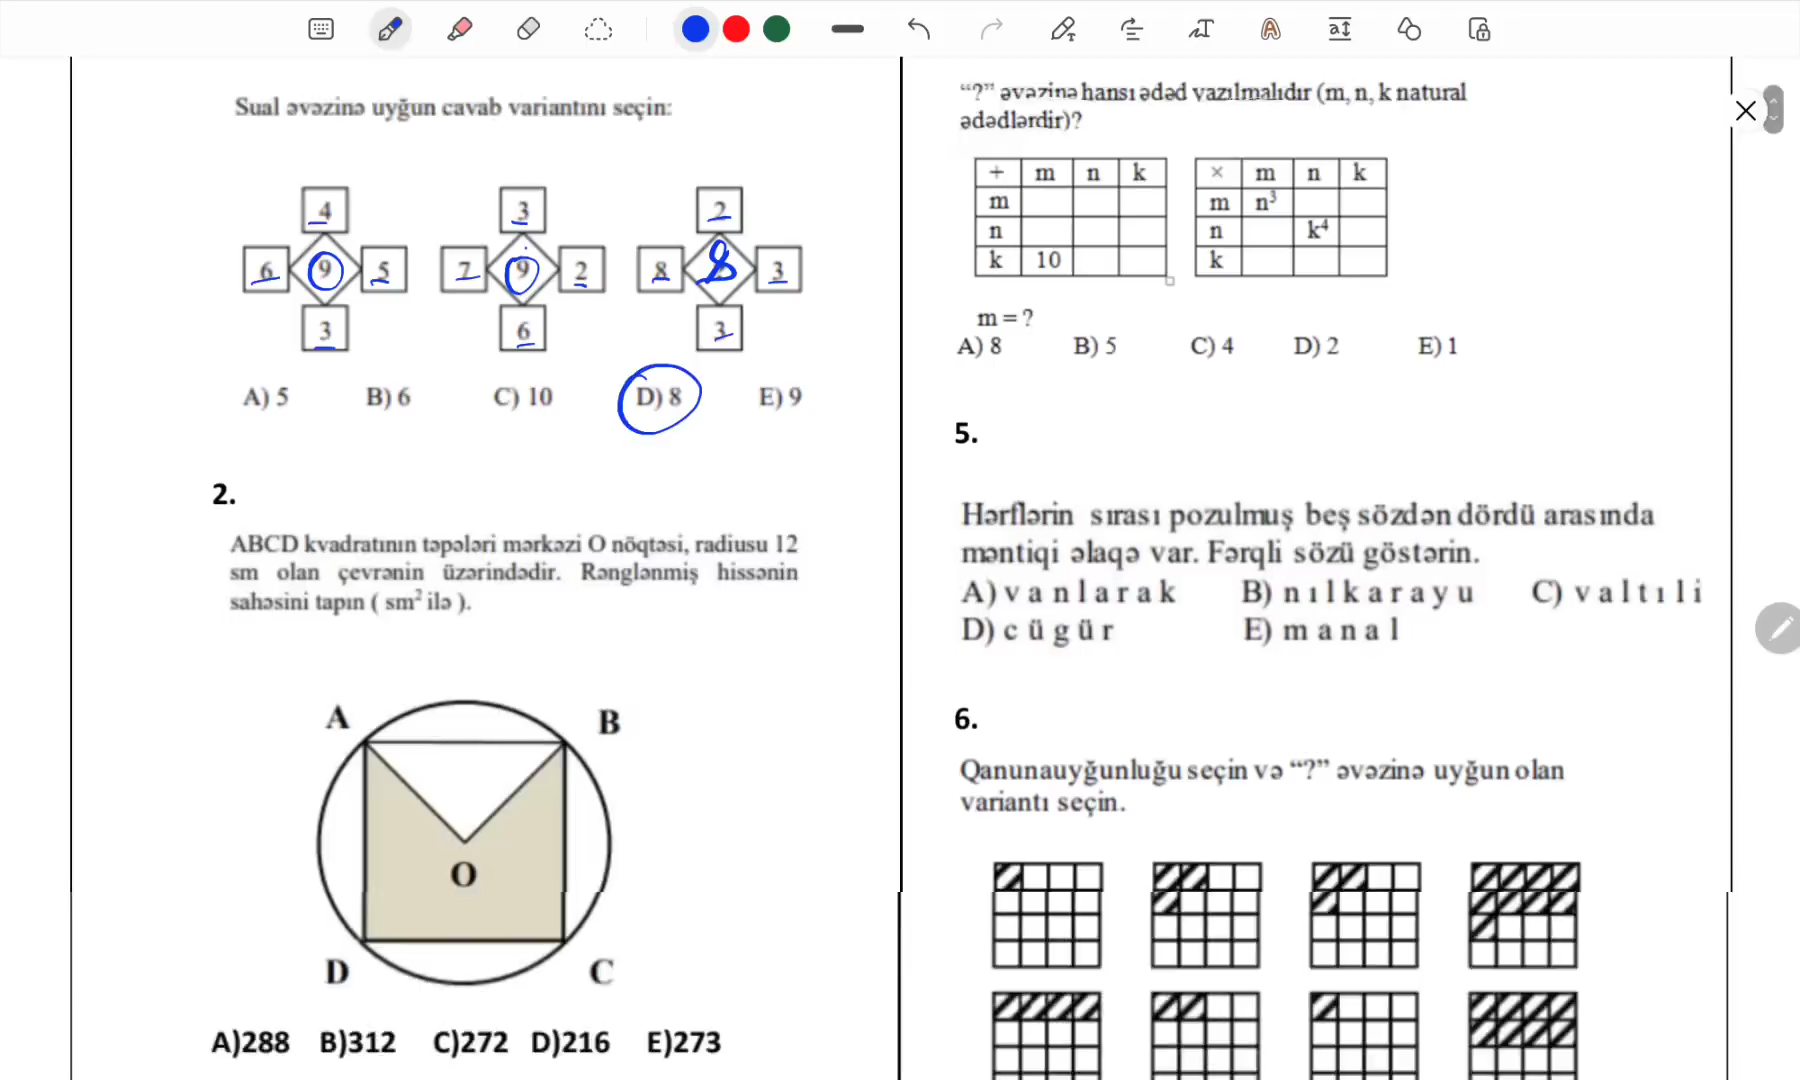 Sual əvəzinə uyğun cavab variantını seçin:
4
6 9 5
3
3
7 9 2
6
2
8 8 3
3
A) 5 B) 6 C) 10 D) 8 E) 9
2.
ABCD kvadratının təpələri mərkəzi O nöqtəsi, radiusu 12
sm olan çevrənin üzərindədir. Rənglənmiş hissənin
sahəsini tapın ( sm² ilə ).
A B
O
D C
A)288 B)312 C)272 D)216 E)273
“?” əvəzinə hansı ədəd yazılmalıdır (m, n, k natural
ədədlərdir)?
+ m n k
m
n
k 10
× m n k
m n³
n k⁴
k
m = ?
A) 8 B) 5 C) 4 D) 2 E) 1
5.
Hərflərin sırası pozulmuş beş sözdən dördü arasında
məntiqi əlaqə var. Fərqli sözü göstərin.
A) v a n l a r a k B) n ı l k a r a y u C) v a l t ı l i
D) c ü g ü r E) m a n a l
6.
Qanunauyğunluğu seçin və “?” əvəzinə uyğun olan
variantı seçin.